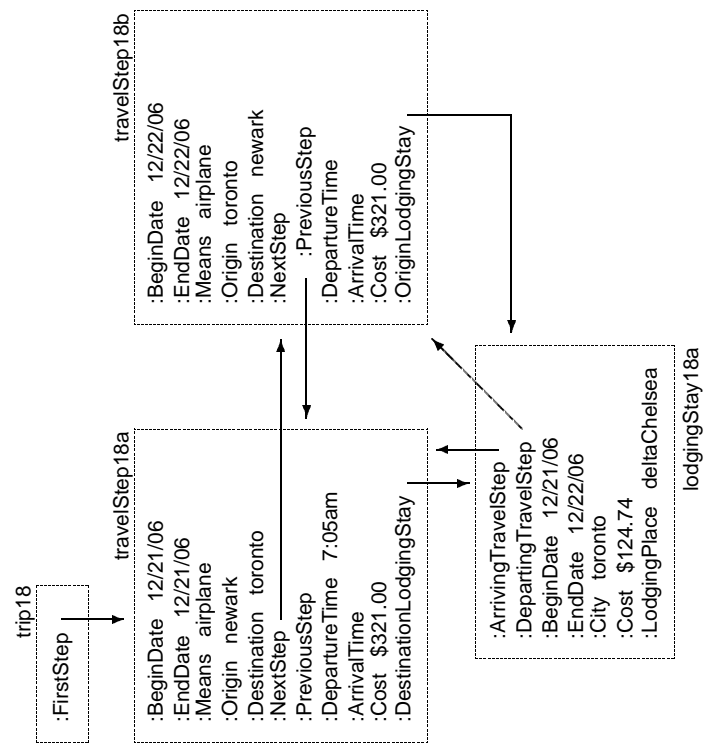 trip18
:FirstStep
travelStep18a
:BeginDate 12/21/06
:EndDate 12/21/06
:Means airplane
:Origin newark
:Destination toronto
:NextStep
:PreviousStep
:DepartureTime 7:05am
:ArrivalTime
:Cost $321.00
:DestinationLodgingStay
travelStep18b
:BeginDate 12/22/06
:EndDate 12/22/06
:Means airplane
:Origin toronto
:Destination newark
:NextStep
:PreviousStep
:DepartureTime
:ArrivalTime
:Cost $321.00
:OriginLodgingStay
:ArrivingTravelStep
:DepartingTravelStep
:BeginDate 12/21/06
:EndDate 12/22/06
:City toronto
:Cost $124.74
:LodgingPlace deltaChelsea
lodgingStay18a